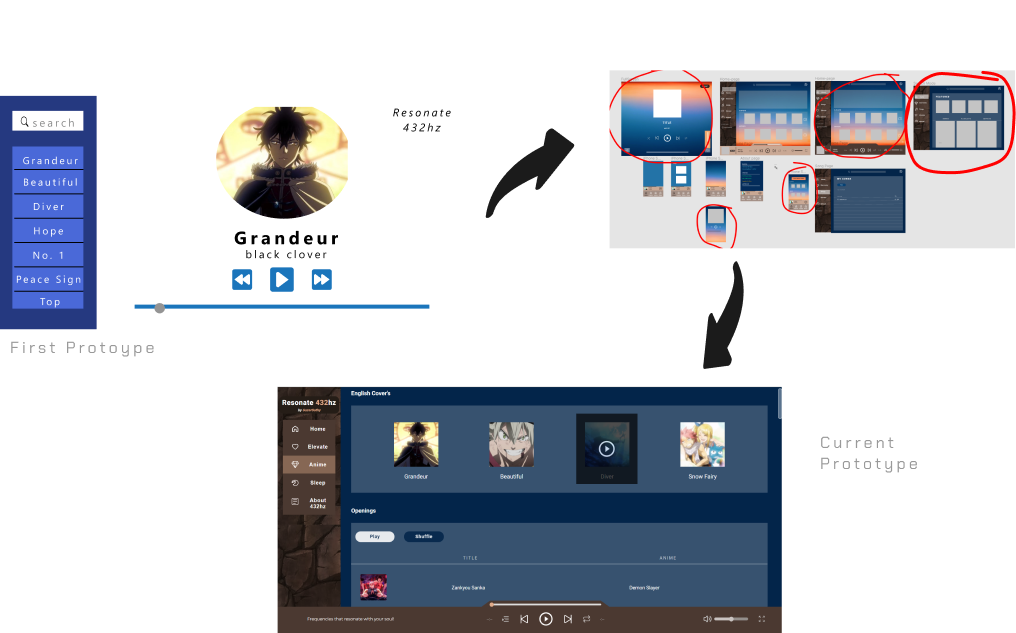 search
Grandeur
Beautiful
Diver
Hope
No. 1
Peace Sign
Top
Resonate
432hz
Grandeur
black clover
First Protoype
Current
Prototype
Resonate 432hz
Home
Elevate
Anime
Sleep
About
432hz
English Cover's
Grandeur
Beautiful
Diver
Snow Fairy
Openings
Play
Shuffle
TITLE
ANIME
Zankyou Sanka
Demon Slayer
Frequencies that resonate with your soul!